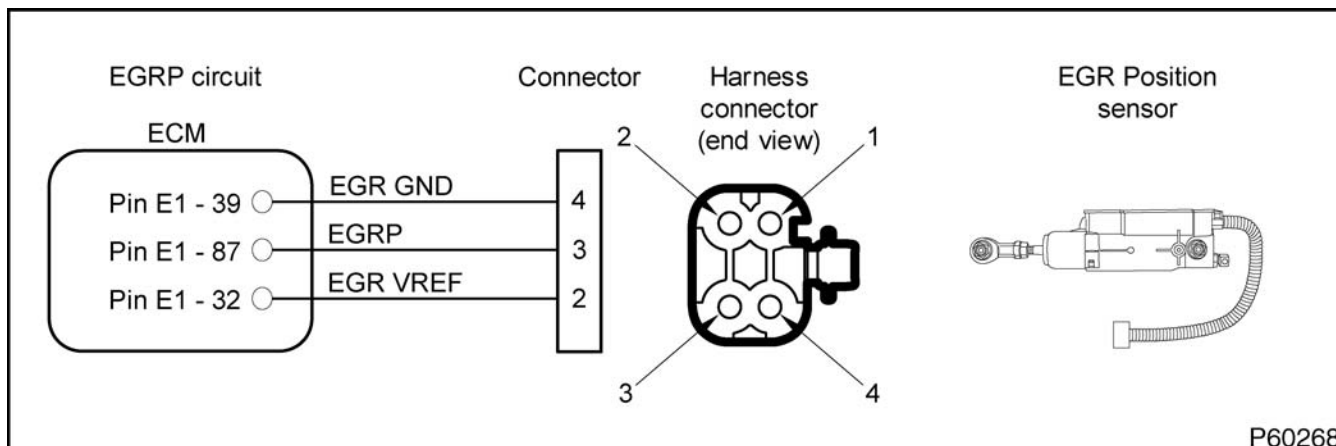 EGRP circuit
ECM
Pin E1 - 39
EGR GND
4
Pin E1 - 87
EGRP
3
Pin E1 - 32
EGR VREF
2
Connector
Harness
connector
(end view)
2
1
3
4
EGR Position
sensor
P60268